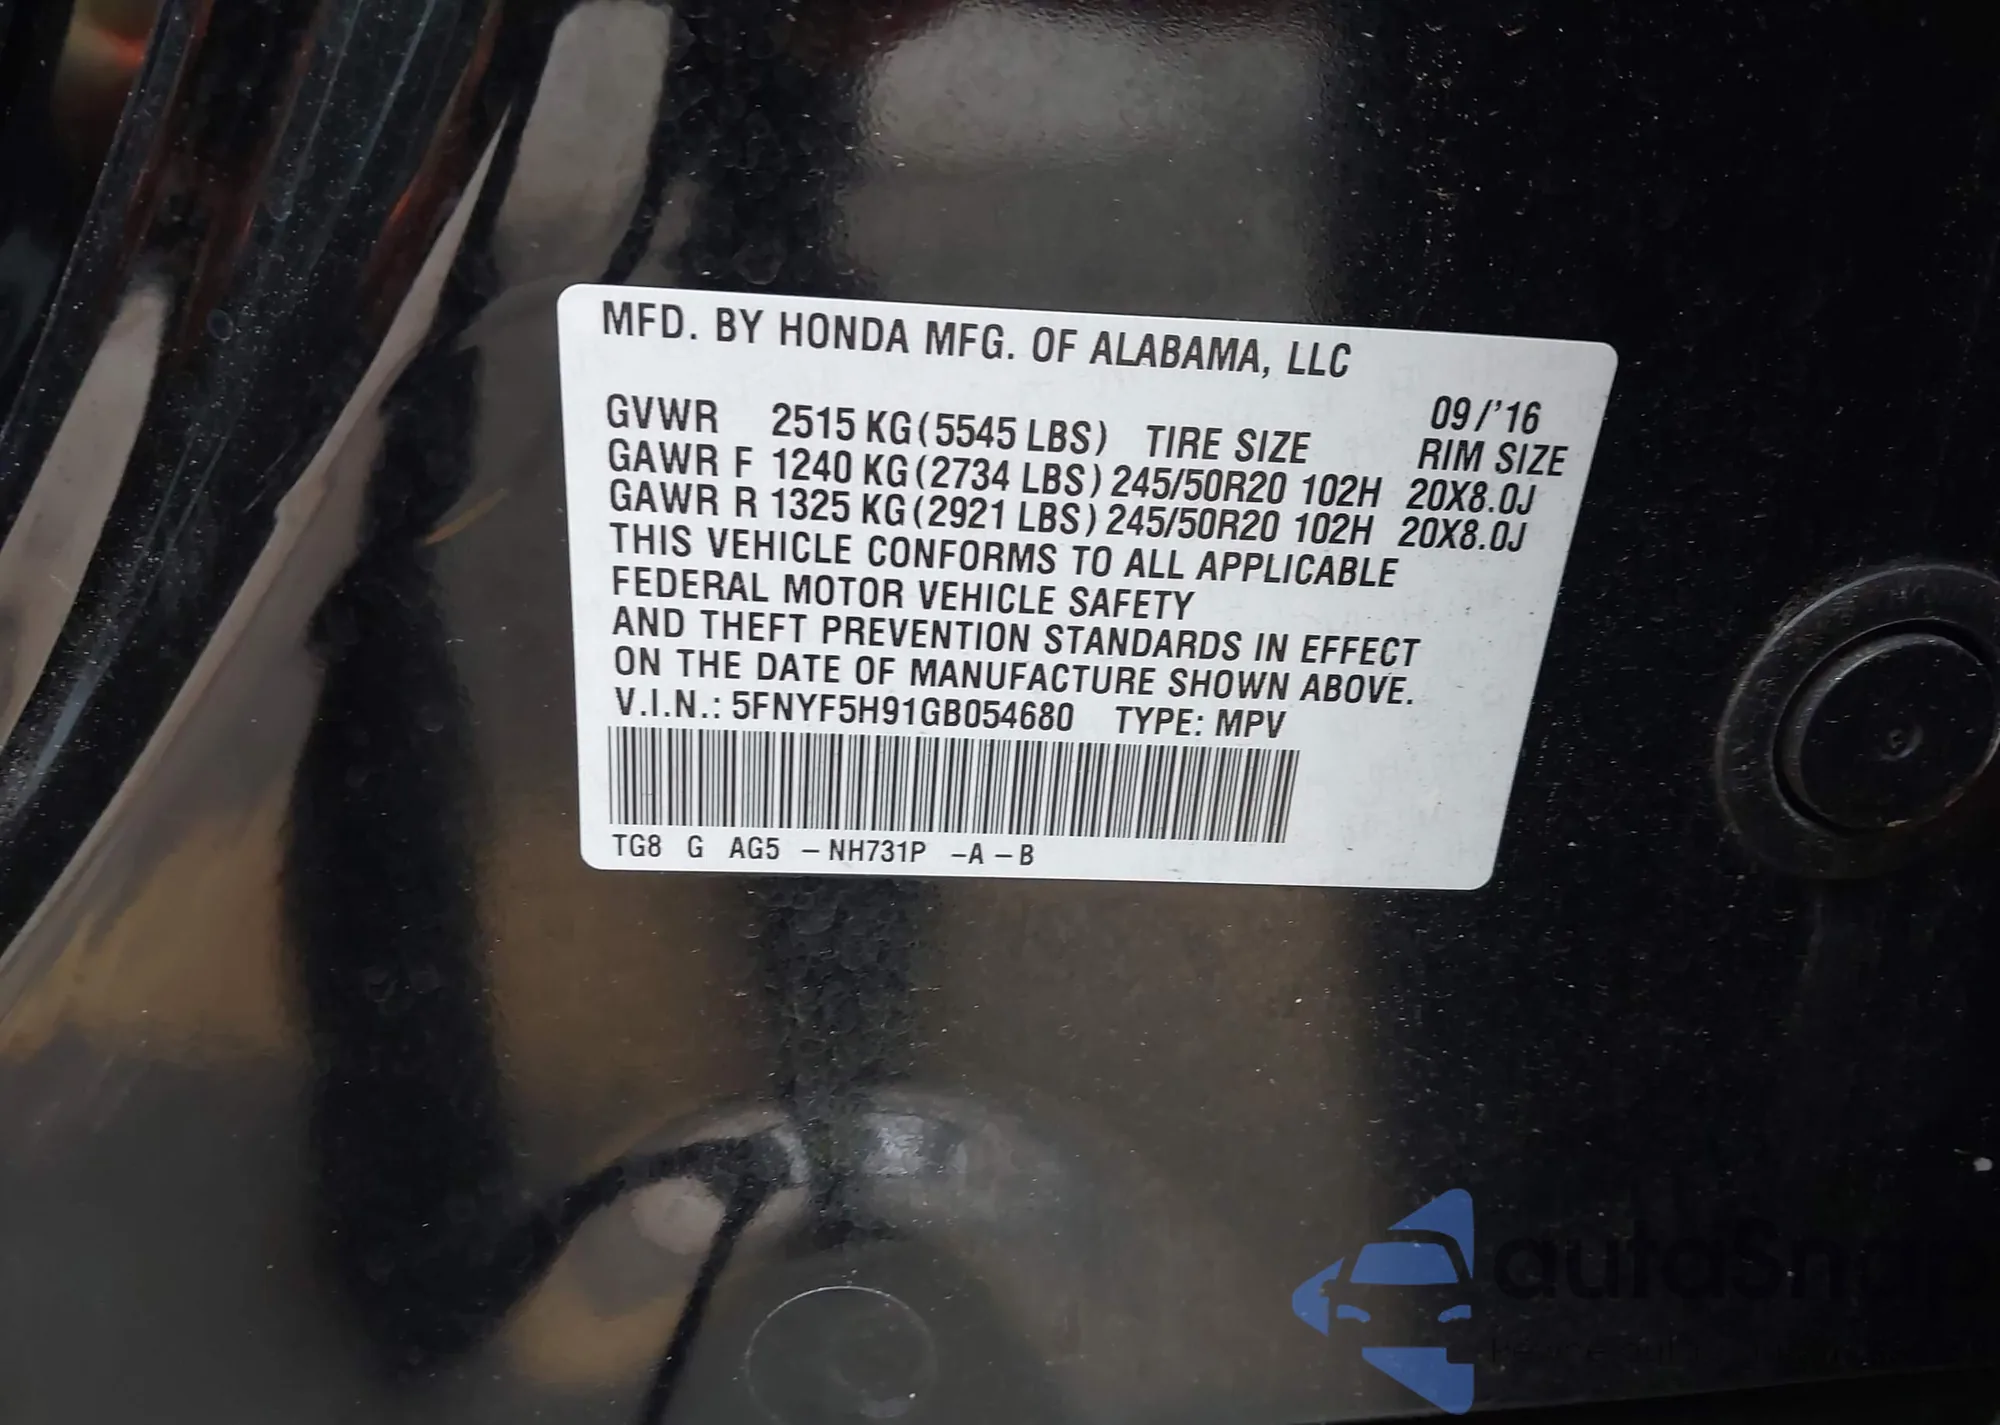 MFD. BY HONDA MFG. OF ALABAMA, LLC
09/'16
GVWR 2515 KG(5545 LBS) TIRE SIZE RIM SIZE
GAWR F 1240 KG(2734 LBS) 245/50R20 102H 20X8.0J
GAWR R 1325 KG(2921 LBS) 245/50R20 102H 20X8.0J
THIS VEHICLE CONFORMS TO ALL APPLICABLE
FEDERAL MOTOR VEHICLE SAFETY
AND THEFT PREVENTION STANDARDS IN EFFECT
ON THE DATE OF MANUFACTURE SHOWN ABOVE.
V.I.N.: 5FNYF5H91GB054680 TYPE: MPV
TG8 G AG5 – NH731P –A – B
autoSna